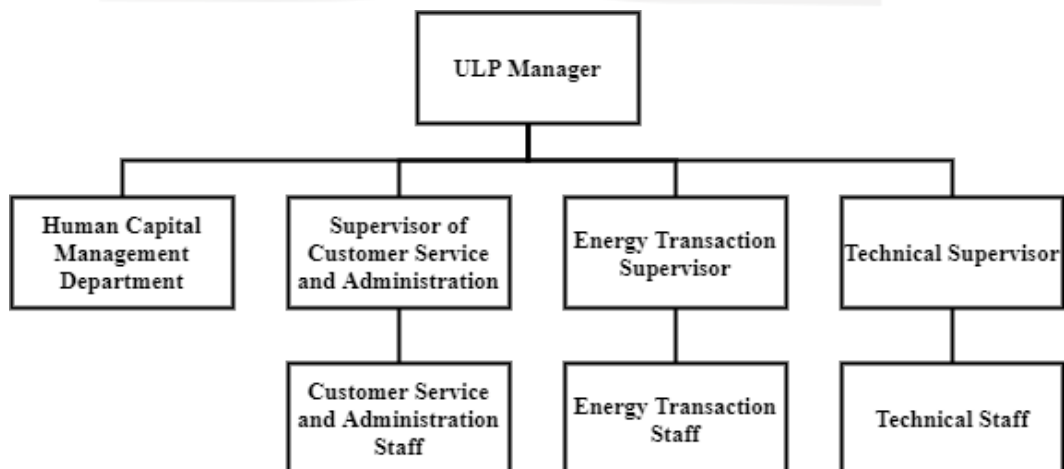 ULP Manager
Human Capital
Management
Department
Supervisor of
Customer Service
and Administration
Energy Transaction
Supervisor
Technical Supervisor
Customer Service
and Administration
Staff
Energy Transaction
Staff
Technical Staff